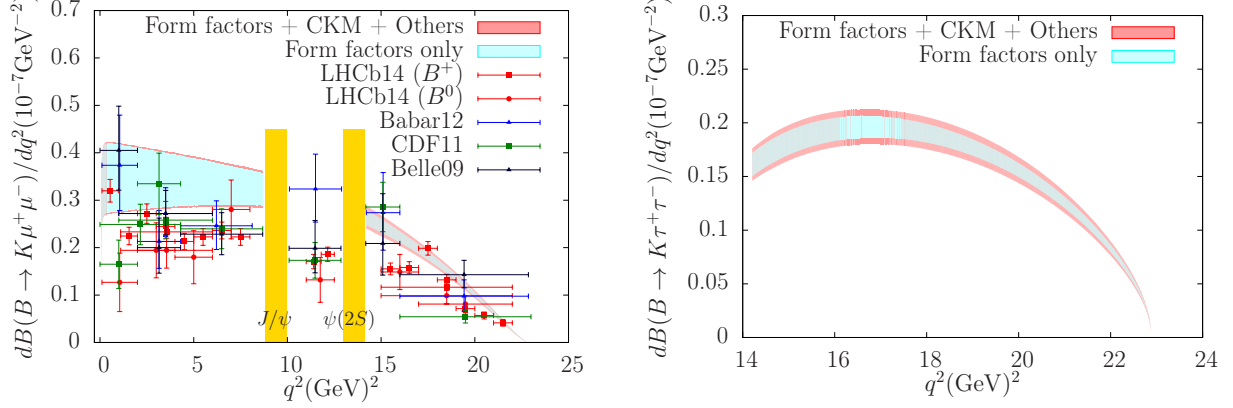 dB(B → Kμ⁺μ⁻)/dq²(10⁻⁷GeV⁻²)
0.7
0.6
0.5
0.4
0.3
0.2
0.1
0
Form factors + CKM + Others
Form factors only
LHCb14 (B⁺)
LHCb14 (B⁰)
Babar12
CDF11
Belle09
J/ψ
ψ(2S)
0 5 10 15 20 25
q²(GeV)²
dB(B → Kτ⁺τ⁻)/dq²(10⁻⁷GeV⁻²)
0.3
0.25
0.2
0.15
0.1
0.05
0
Form factors + CKM + Others
Form factors only
14 16 18 20 22 24
q²(GeV)²